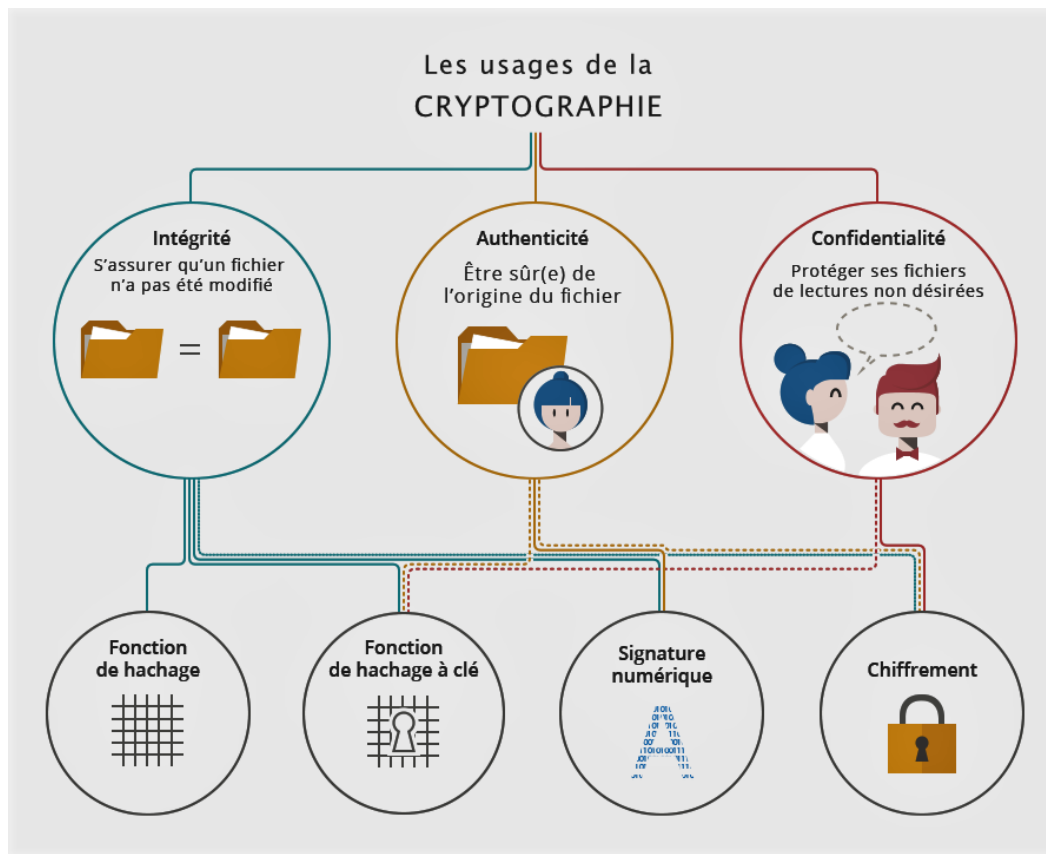 Les usages de la
CRYPTOGRAPHIE
Intégrité
S'assurer qu'un fichier
n'a pas été modifié
=
Authenticité
Être sûr(e) de
l'origine du fichier
Confidentialité
Protéger ses fichiers
de lectures non désirées
Fonction
de hachage
Fonction
de hachage à clé
Signature
numérique
Chiffrement